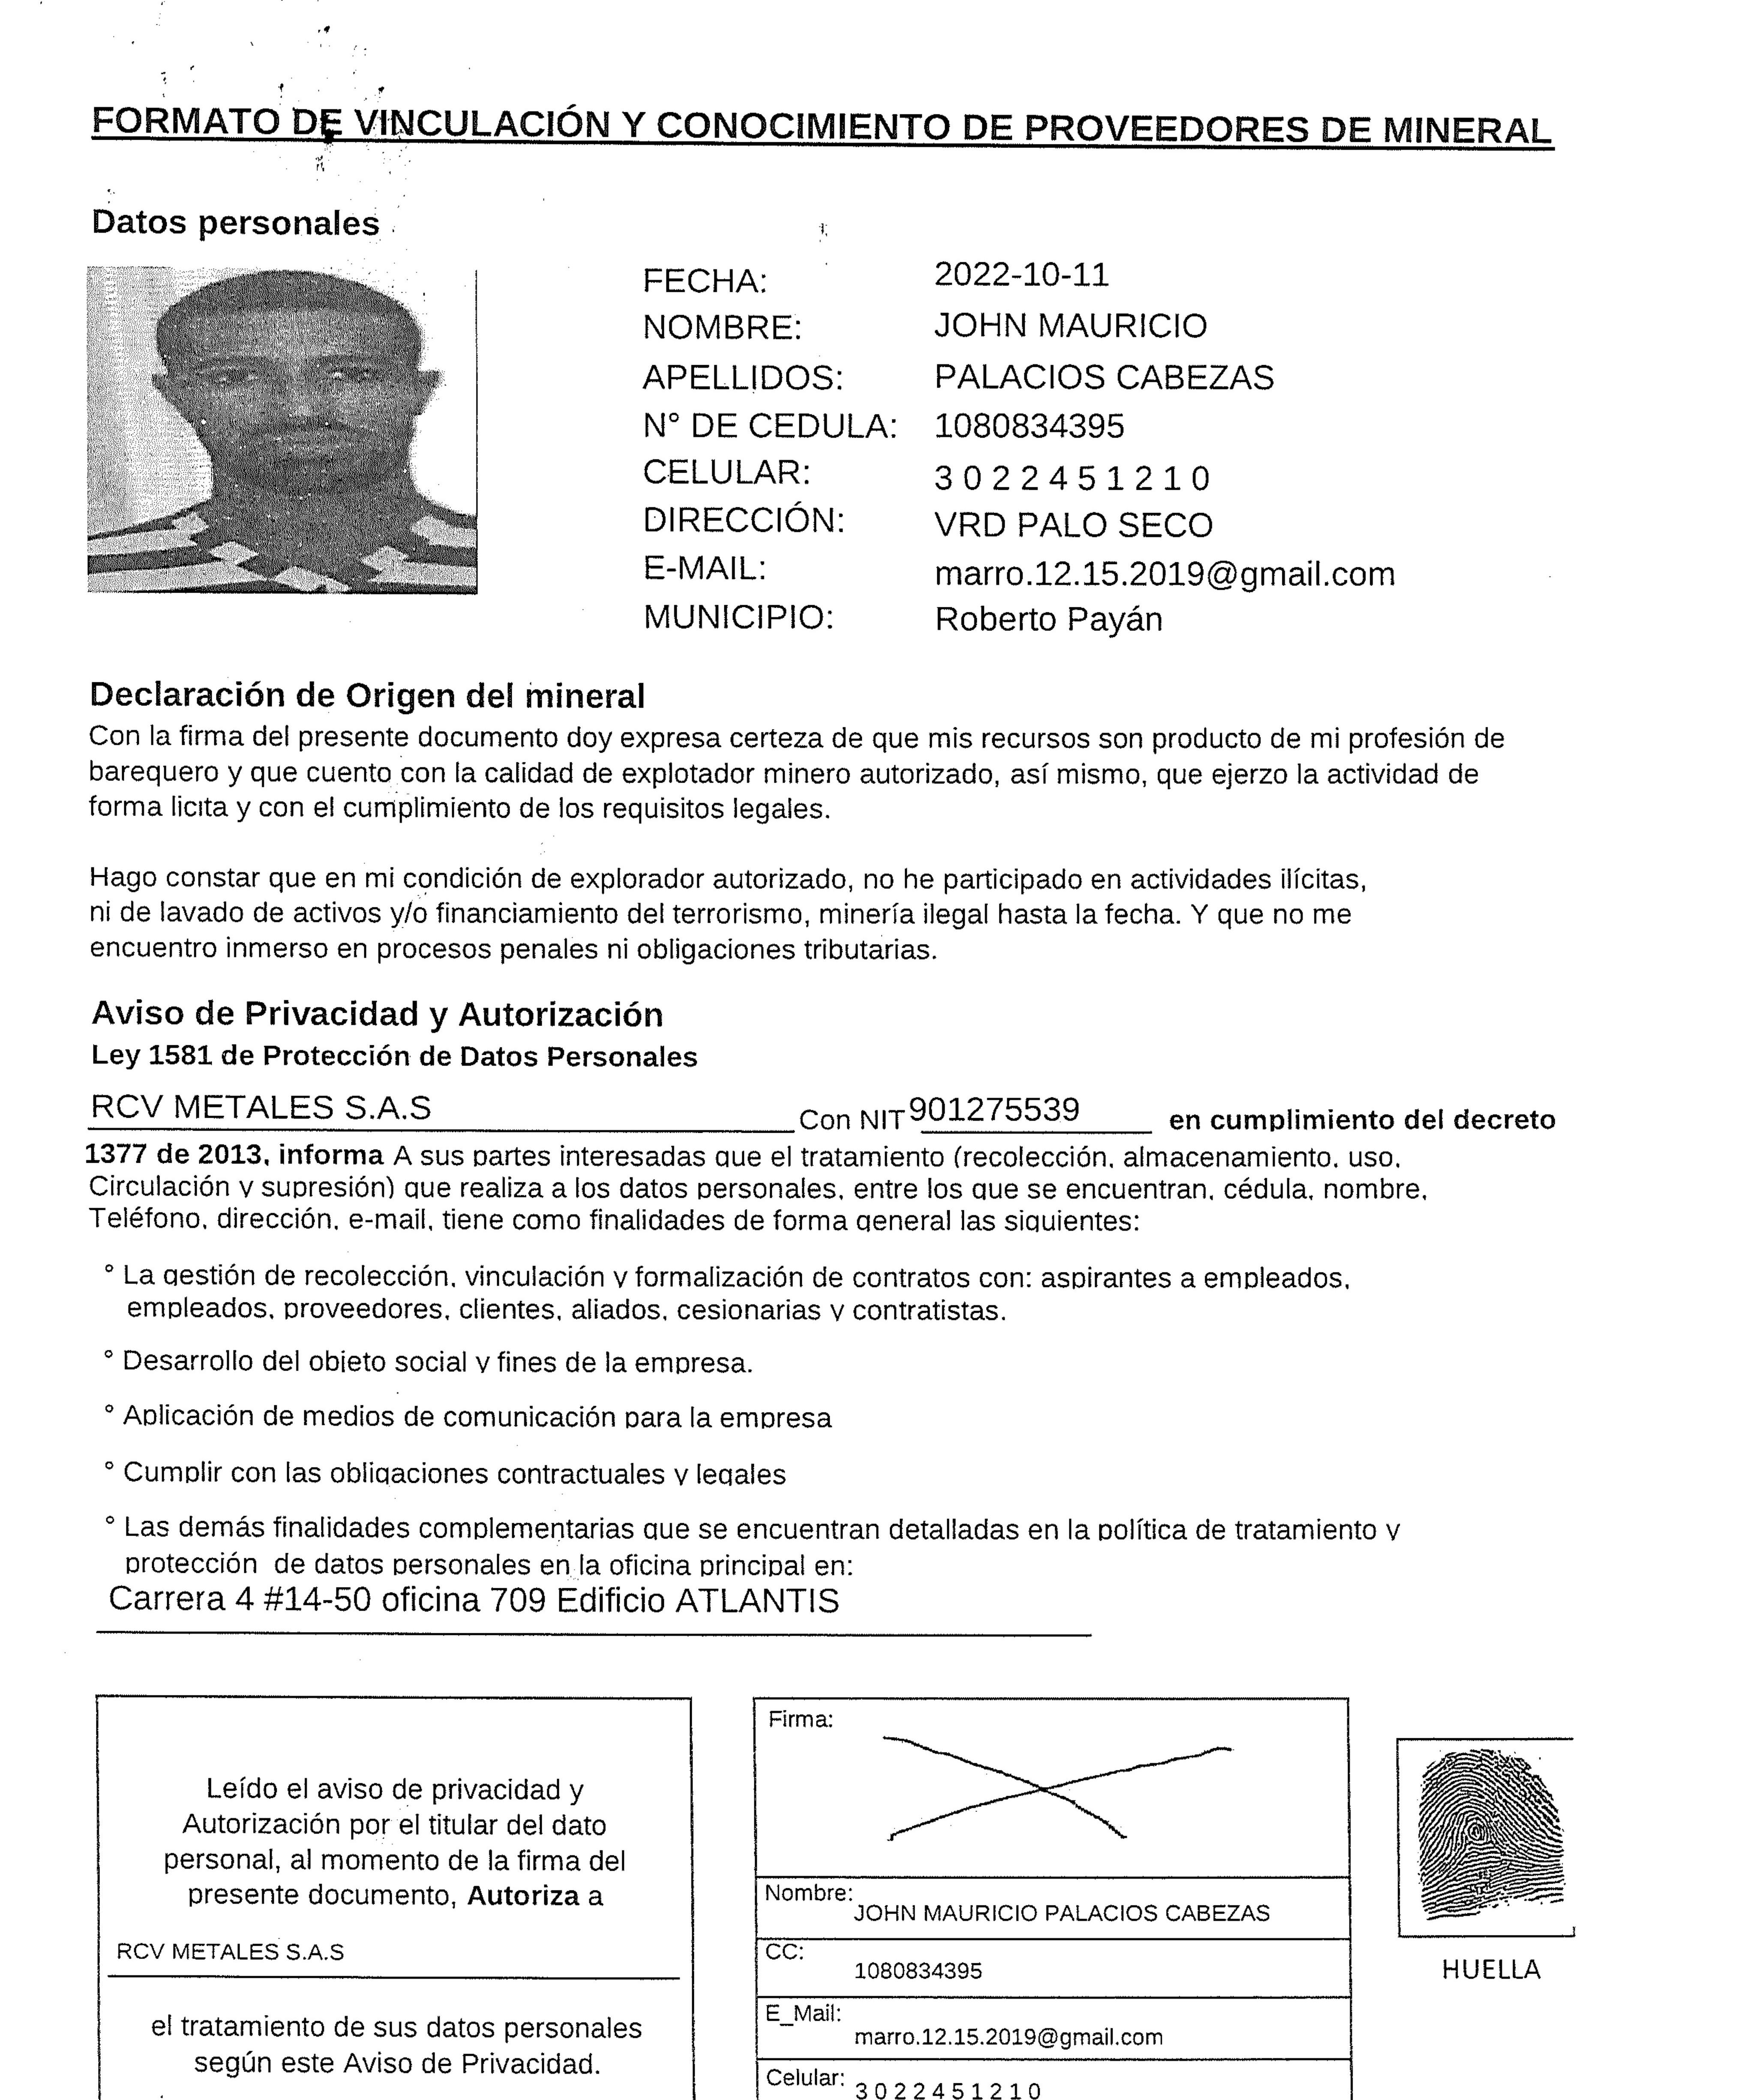 FORMATO DE VINCULACIÓN Y CONOCIMIENTO DE PROVEEDORES DE MINERAL
Datos personales
FECHA: 2022-10-11
NOMBRE: JOHN MAURICIO
APELLIDOS: PALACIOS CABEZAS
N° DE CEDULA: 1080834395
CELULAR: 3 0 2 2 4 5 1 2 1 0
DIRECCIÓN: VRD PALO SECO
E-MAIL: marro.12.15.2019@gmail.com
MUNICIPIO: Roberto Payán
Declaración de Origen del mineral
Con la firma del presente documento doy expresa certeza de que mis recursos son producto de mi profesión de
barequero y que cuento con la calidad de explotador minero autorizado, así mismo, que ejerzo la actividad de
forma licita y con el cumplimiento de los requisitos legales.
Hago constar que en mi condición de explorador autorizado, no he participado en actividades ilícitas,
ni de lavado de activos y/o financiamiento del terrorismo, minería ilegal hasta la fecha. Y que no me
encuentro inmerso en procesos penales ni obligaciones tributarias.
Aviso de Privacidad y Autorización
Ley 1581 de Protección de Datos Personales
RCV METALES S.A.S Con NIT 901275539 en cumplimiento del decreto
1377 de 2013, informa A sus partes interesadas que el tratamiento (recolección, almacenamiento, uso,
Circulación y supresión) que realiza a los datos personales, entre los que se encuentran, cédula, nombre,
Teléfono, dirección, e-mail, tiene como finalidades de forma general las siguientes:
° La gestión de recolección, vinculación y formalización de contratos con: aspirantes a empleados,
empleados, proveedores, clientes, aliados, cesionarias y contratistas.
° Desarrollo del objeto social y fines de la empresa.
° Aplicación de medios de comunicación para la empresa
° Cumplir con las obligaciones contractuales y legales
° Las demás finalidades complementarias que se encuentran detalladas en la política de tratamiento y
protección de datos personales en la oficina principal en:
Carrera 4 #14-50 oficina 709 Edificio ATLANTIS
Leído el aviso de privacidad y
Autorización por el titular del dato
personal, al momento de la firma del
presente documento, Autoriza a
RCV METALES S.A.S
el tratamiento de sus datos personales
según este Aviso de Privacidad.
Firma:
Nombre: JOHN MAURICIO PALACIOS CABEZAS
CC: 1080834395
E_Mail: marro.12.15.2019@gmail.com
Celular: 3 0 2 2 4 5 1 2 1 0
HUELLA